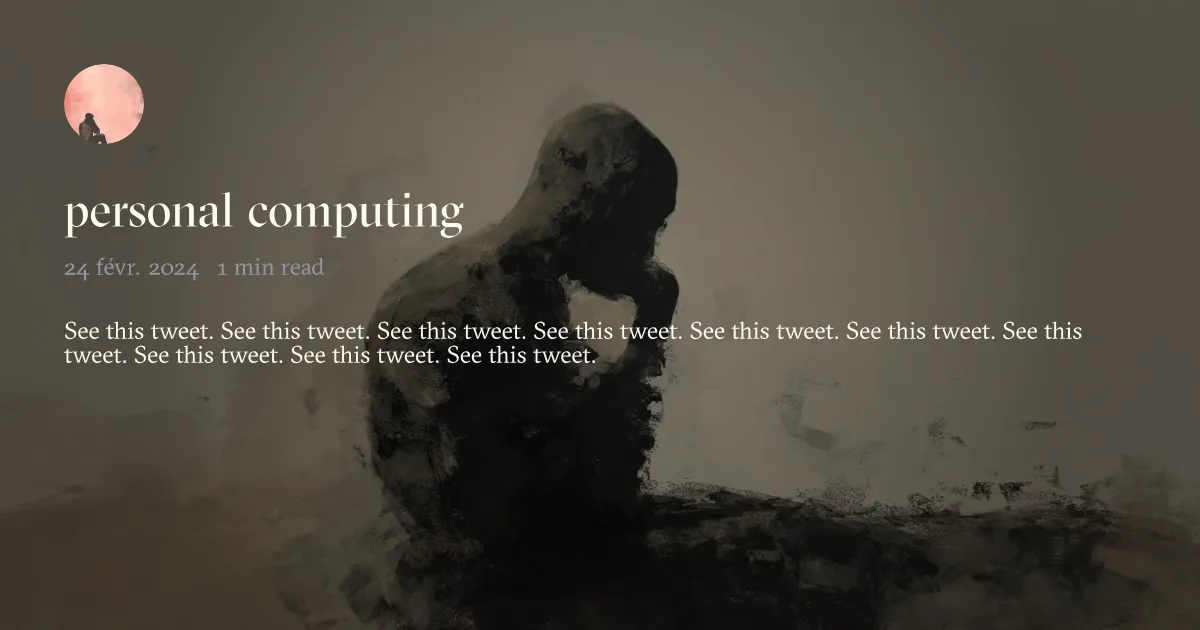 personal computing
24 févr. 2024 1 min read
See this tweet. See this tweet. See this tweet. See this tweet. See this tweet. See this tweet. See this
tweet. See this tweet. See this tweet. See this tweet.